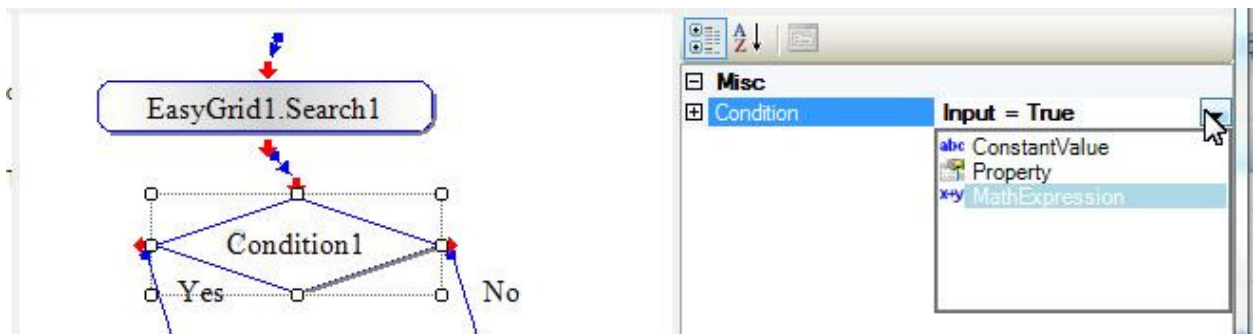 EasyGrid1.Search1
Condition1
Yes
No
A
Z
Misc
Condition Input = True
abc ConstantValue
Property
x+y MathExpression